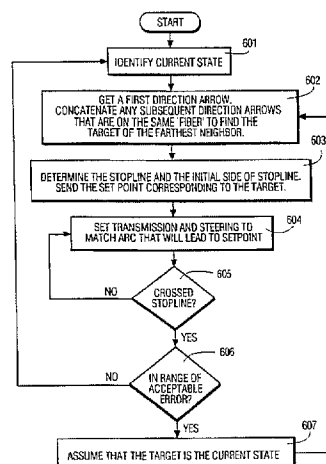 START
601
IDENTIFY CURRENT STATE
602
GET A FIRST DIRECTION ARROW.
CONCATENATE ANY SUBSEQUENT DIRECTION ARROWS
THAT ARE ON THE SAME 'FIBER' TO FIND THE
TARGET OF THE FARTHEST NEIGHBOR.
603
DETERMINE THE STOPLINE AND THE INITIAL SIDE OF STOPLINE.
SEND THE SET POINT CORRESPONDING TO THE TARGET.
604
SET TRANSMISSION AND STEERING TO
MATCH ARC THAT WILL LEAD TO SETPOINT
605
NO
CROSSED
STOPLINE?
YES
606
NO
IN RANGE OF
ACCEPTABLE
ERROR?
YES
607
ASSUME THAT THE TARGET IS THE CURRENT STATE